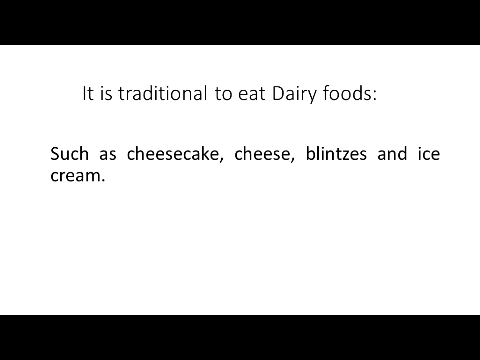 It is traditional to eat Dairy foods:
Such as cheesecake, cheese, blintzes and ice
cream.